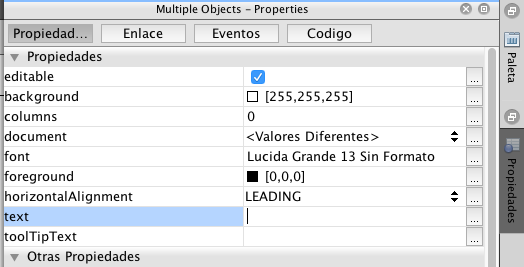 Multiple Objects – Properties
Propiedad... Enlace Eventos Codigo
Propiedades
editable ...
background [255,255,255] ...
columns 0 ...
document <Valores Diferentes> ...
font Lucida Grande 13 Sin Formato ...
foreground [0,0,0] ...
horizontalAlignment LEADING ...
text ...
toolTipText ...
Otras Propiedades
Paleta
Propiedades